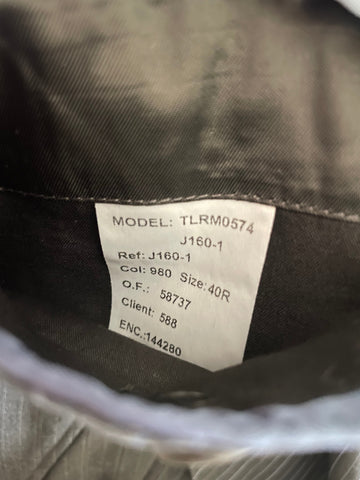 MODEL: TLRM0574
J160-1
Ref: J160-1
Col: 980 Size: 40R
O.F.: 58737
Client: 588
ENC.:144280